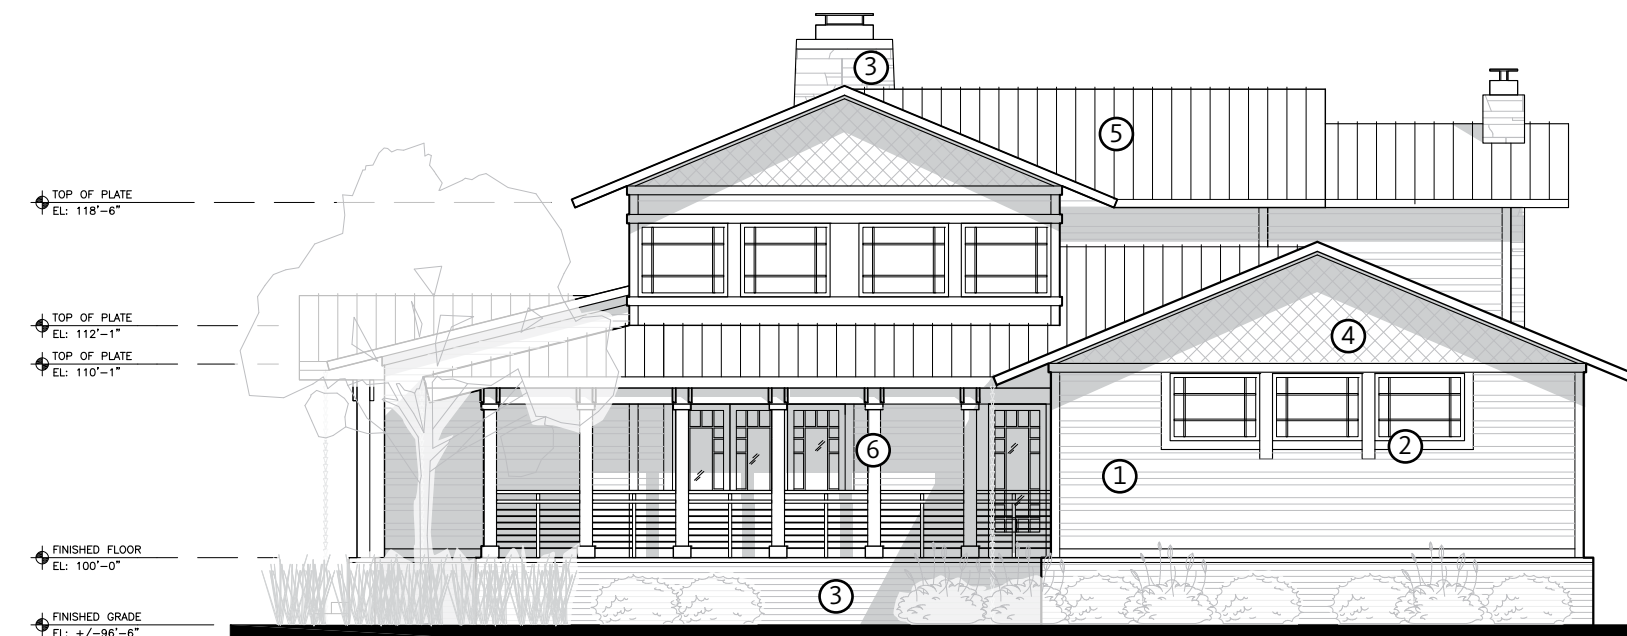 3
5
TOP OF PLATE
EL: 118'-6"
TOP OF PLATE
EL: 112'-1"
4
TOP OF PLATE
EL: 110'-1"
2
6
1
FINISHED FLOOR
EL: 100'-0"
3
FINISHED GRADE
EL: +/-96'-6"